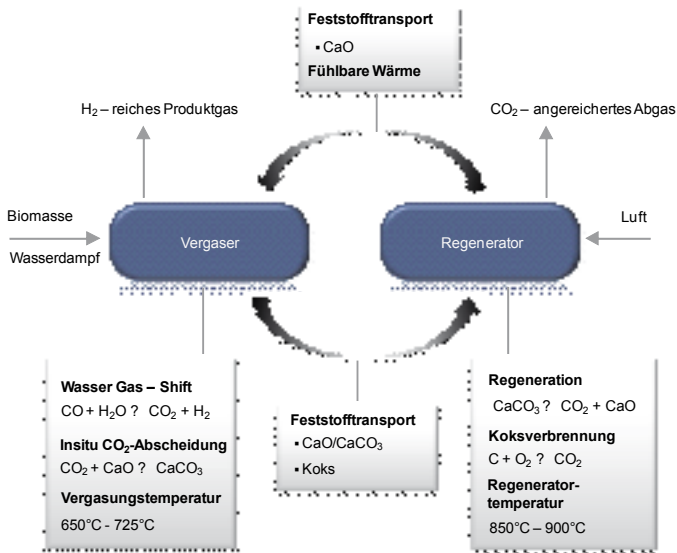 Feststofftransport
▪ CaO
Fühlbare Wärme
H₂ – reiches Produktgas
CO₂ – angereichertes Abgas
Biomasse
Wasserdampf
Vergaser
Regenerator
Luft
Wasser Gas – Shift
CO + H₂O ? CO₂ + H₂
Insitu CO₂-Abscheidung
CO₂ + CaO ? CaCO₃
Vergasungstemperatur
650°C - 725°C
Feststofftransport
▪ CaO/CaCO₃
▪ Koks
Regeneration
CaCO₃ ? CO₂ + CaO
Koksverbrennung
C + O₂ ? CO₂
Regenerator-
temperatur
850°C – 900°C